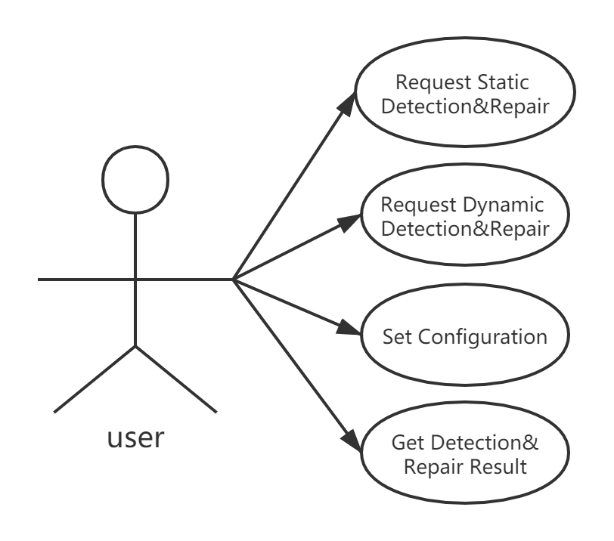 Request Static
Detection&Repair
Request Dynamic
Detection&Repair
Set Configuration
Get Detection&
Repair Result
user